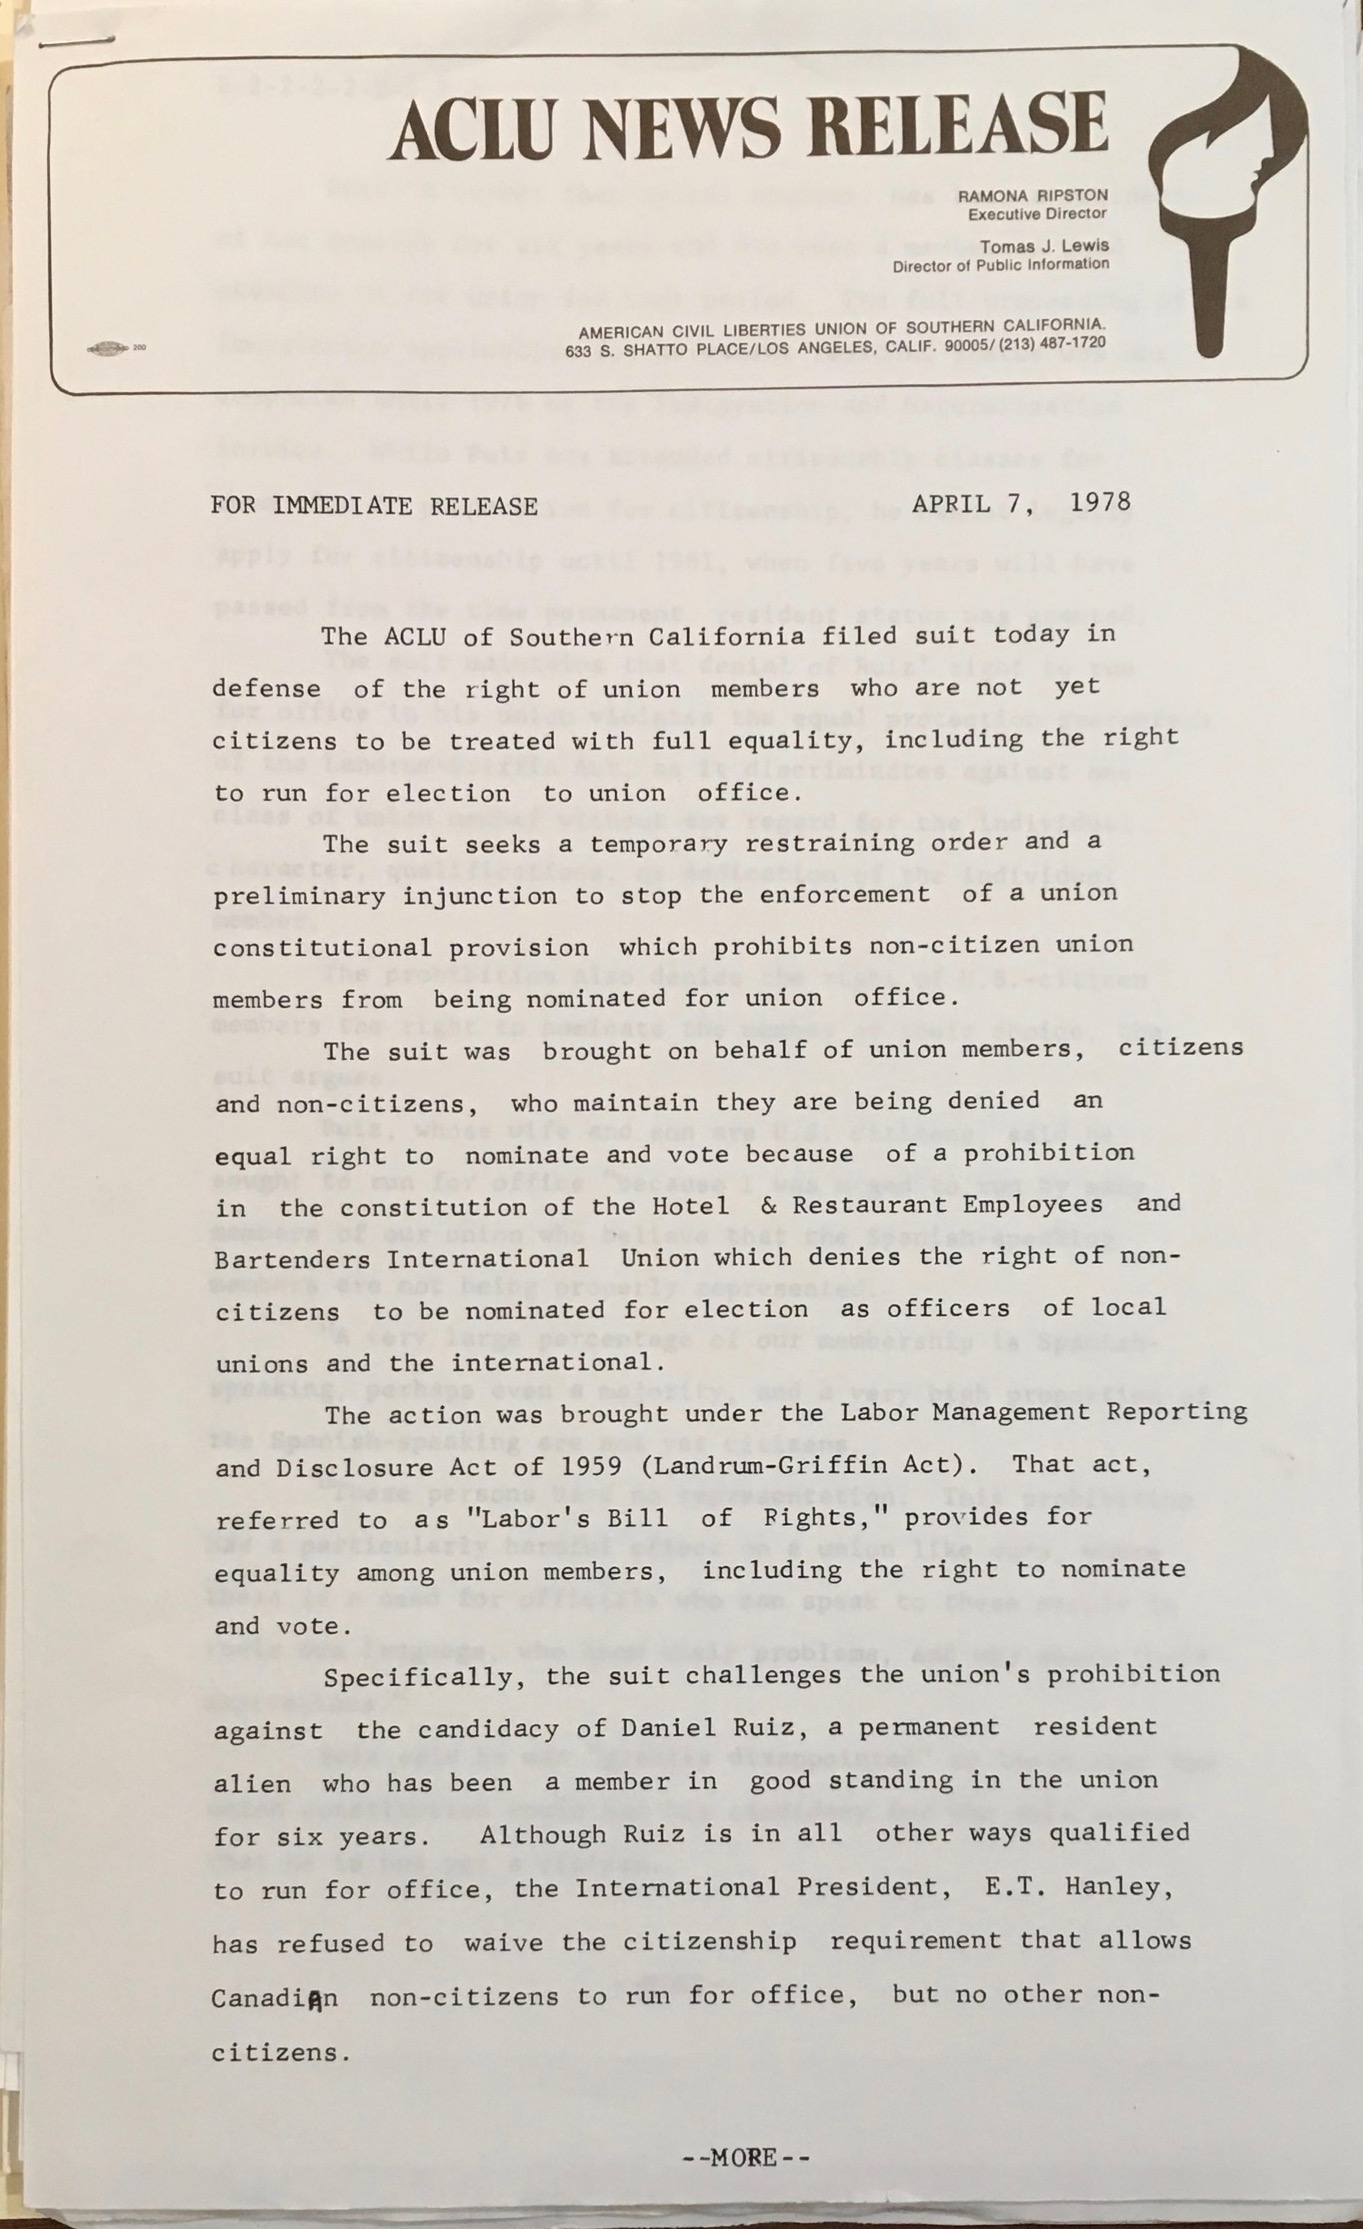 ACLU NEWS RELEASE
RAMONA RIPSTON
Executive Director
Tomas J. Lewis
Director of Public Information
AMERICAN CIVIL LIBERTIES UNION OF SOUTHERN CALIFORNIA.
633 S. SHATTO PLACE/LOS ANGELES, CALIF. 90005/(213) 487-1720
200
FOR IMMEDIATE RELEASE APRIL 7, 1978
The ACLU of Southern California filed suit today in
defense of the right of union members who are not yet
citizens to be treated with full equality, including the right
to run for election to union office.
The suit seeks a temporary restraining order and a
preliminary injunction to stop the enforcement of a union
constitutional provision which prohibits non-citizen union
members from being nominated for union office.
The suit was brought on behalf of union members, citizens
and non-citizens, who maintain they are being denied an
equal right to nominate and vote because of a prohibition
in the constitution of the Hotel & Restaurant Employees and
Bartenders International Union which denies the right of non-
citizens to be nominated for election as officers of local
unions and the international.
The action was brought under the Labor Management Reporting
and Disclosure Act of 1959 (Landrum-Griffin Act). That act,
referred to as "Labor's Bill of Rights," provides for
equality among union members, including the right to nominate
and vote.
Specifically, the suit challenges the union's prohibition
against the candidacy of Daniel Ruiz, a permanent resident
alien who has been a member in good standing in the union
for six years. Although Ruiz is in all other ways qualified
to run for office, the International President, E.T. Hanley,
has refused to waive the citizenship requirement that allows
CanadiAn non-citizens to run for office, but no other non-
citizens.
--MORE--